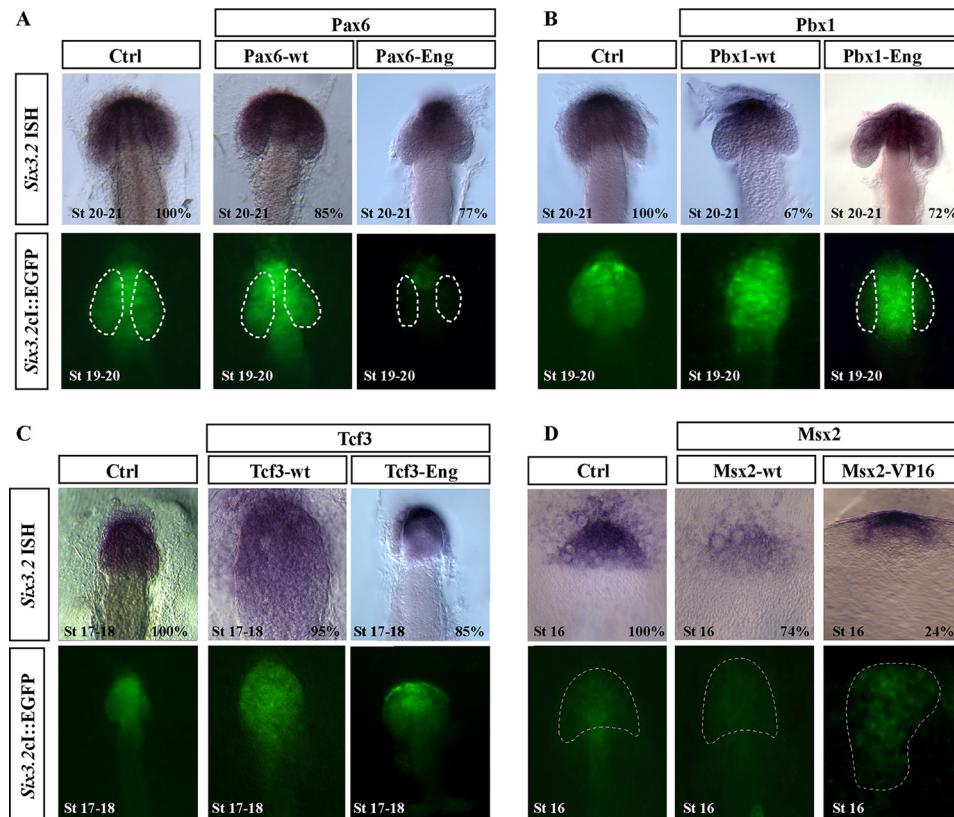 A
Pax6
Ctrl
Pax6-wt
Pax6-Eng
Six3.2 ISH
St 20-21 100%
St 20-21 85%
St 20-21 77%
Six3.2cI::EGFP
St 19-20
St 19-20
St 19-20
B
Pbx1
Ctrl
Pbx1-wt
Pbx1-Eng
St 20-21 100%
St 20-21 67%
St 20-21 72%
St 19-20
St 19-20
St 19-20
C
Tcf3
Ctrl
Tcf3-wt
Tcf3-Eng
Six3.2 ISH
St 17-18 100%
St 17-18 95%
St 17-18 85%
Six3.2cI::EGFP
St 17-18
St 17-18
St 17-18
D
Msx2
Ctrl
Msx2-wt
Msx2-VP16
St 16 100%
St 16 74%
St 16 24%
St 16
St 16
St 16